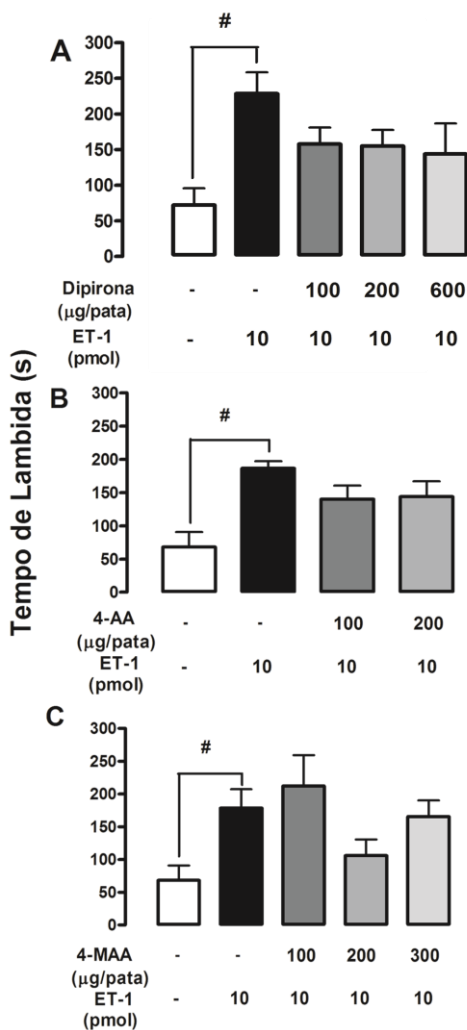 Tempo de Lambida (s)
A
#
300
250
200
150
100
50
0
Dipirona - - 100 200 600
(µg/pata)
ET-1 - 10 10 10 10
(pmol)
B
#
300
250
200
150
100
50
0
4-AA - - 100 200
(µg/pata)
ET-1 - 10 10 10
(pmol)
C
#
300
250
200
150
100
50
0
4-MAA - - 100 200 300
(µg/pata)
ET-1 - 10 10 10 10
(pmol)